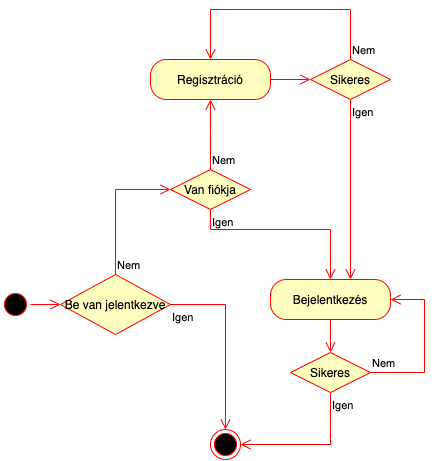 Nem
Regisztráció
Sikeres
Igen
Nem
Van fiókja
Igen
Nem
Be van jelentkezve
Igen
Bejelentkezés
Nem
Sikeres
Igen